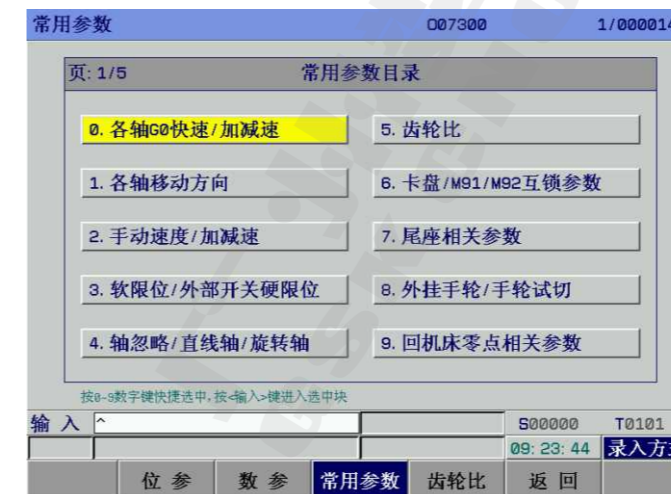 常用参数 O07300 1/000014
页: 1/5 常用参数目录
0. 各轴G0快速/加减速 5. 齿轮比
1. 各轴移动方向 6. 卡盘/M91/M92互锁参数
2. 手动速度/加减速 7. 尾座相关参数
3. 软限位/外部开关硬限位 8. 外挂手轮/手轮试切
4. 轴忽略/直线轴/旋转轴 9. 回机床零点相关参数
按0-9数字键快捷选中,按<输入>键进入选中块
输 入 ^ S00000 T0101
09: 23: 44 录入方式
位 参 数 参 常用参数 齿轮比 返 回